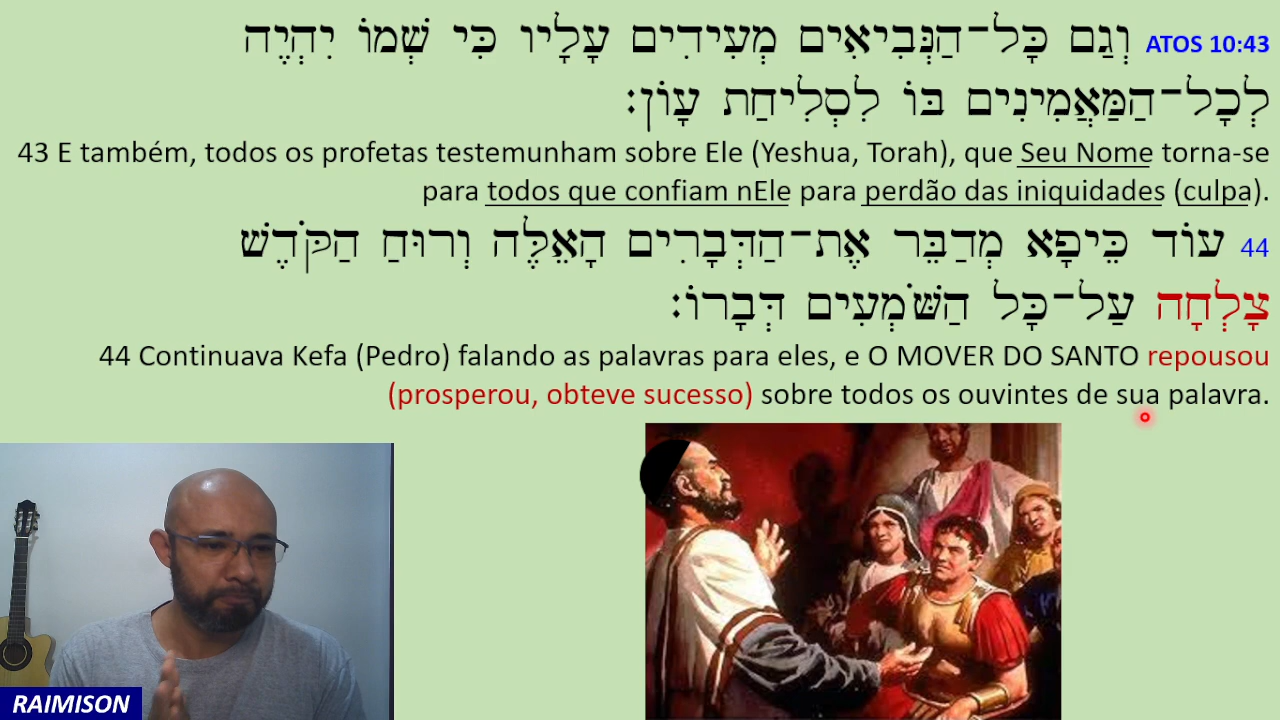 ATOS 10:43 וְגַם כָּל־הַנְּבִיאִים מְעִידִים עָלָיו כִּי שְׁמוֹ יִהְיֶה
לְכָל־הַמַּאֲמִינִים בּוֹ לִסְלִיחַת עָוֹן׃
43 E também, todos os profetas testemunham sobre Ele (Yeshua, Torah), que Seu Nome torna-se
para todos que confiam nEle para perdão das iniquidades (culpa).
44 עוֹד כֵּיפָא מְדַבֵּר אֶת־הַדְּבָרִים הָאֵלֶּה וְרוּחַ הַקֹּדֶשׁ
צָלְחָה עַל־כָּל הַשֹּׁמְעִים דְּבָרוֹ׃
44 Continuava Kefa (Pedro) falando as palavras para eles, e O MOVER DO SANTO repousou
(prosperou, obteve sucesso) sobre todos os ouvintes de sua palavra.
RAIMISON